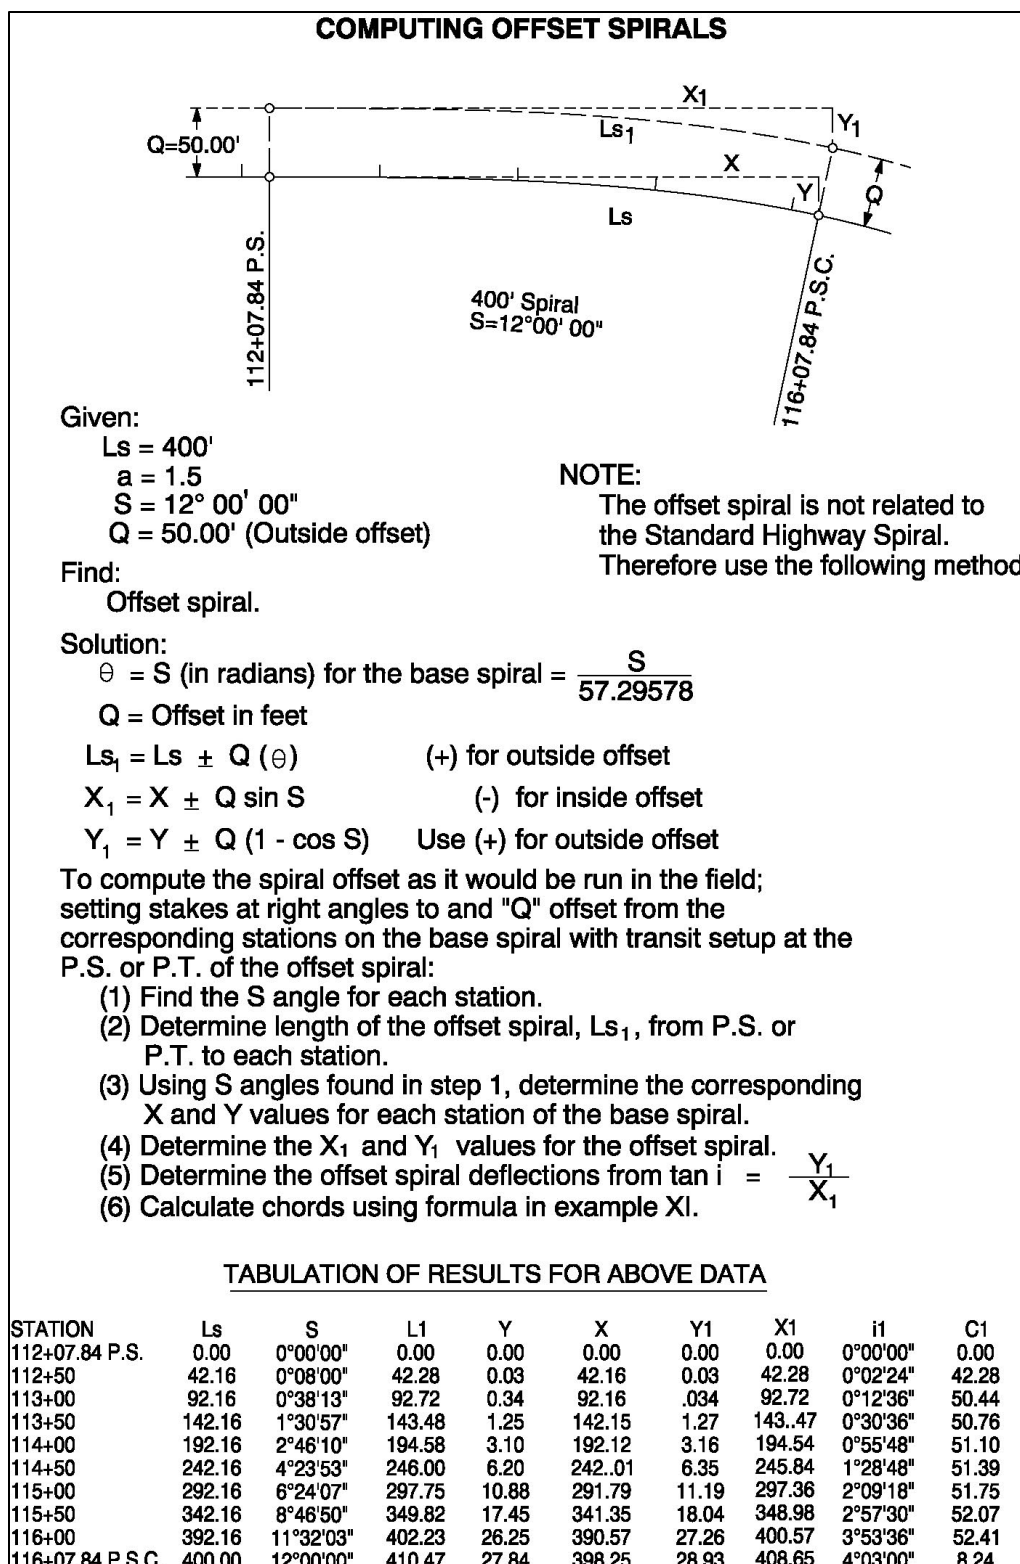 COMPUTING OFFSET SPIRALS
X1
Ls1
Y1
Q=50.00'
X
Y
Q
Ls
112+07.84 P.S.
400' Spiral
S=12°00' 00"
116+07.84 P.S.C.
Given:
Ls = 400'
a = 1.5
S = 12° 00' 00"
Q = 50.00' (Outside offset)
NOTE:
The offset spiral is not related to
the Standard Highway Spiral.
Therefore use the following method
Find:
Offset spiral.
Solution:
θ = S (in radians) for the base spiral = S / 57.29578
Q = Offset in feet
Ls1 = Ls ± Q (θ) (+) for outside offset
X1 = X ± Q sin S (-) for inside offset
Y1 = Y ± Q (1 - cos S) Use (+) for outside offset
To compute the spiral offset as it would be run in the field;
setting stakes at right angles to and "Q" offset from the
corresponding stations on the base spiral with transit setup at the
P.S. or P.T. of the offset spiral:
(1) Find the S angle for each station.
(2) Determine length of the offset spiral, Ls1, from P.S. or
P.T. to each station.
(3) Using S angles found in step 1, determine the corresponding
X and Y values for each station of the base spiral.
(4) Determine the X1 and Y1 values for the offset spiral.
(5) Determine the offset spiral deflections from tan i = Y1 / X1
(6) Calculate chords using formula in example XI.
TABULATION OF RESULTS FOR ABOVE DATA
STATION Ls S L1 Y X Y1 X1 i1 C1
112+07.84 P.S. 0.00 0°00'00" 0.00 0.00 0.00 0.00 0.00 0°00'00" 0.00
112+50 42.16 0°08'00" 42.28 0.03 42.16 0.03 42.28 0°02'24" 42.28
113+00 92.16 0°38'13" 92.72 0.34 92.16 .034 92.72 0°12'36" 50.44
113+50 142.16 1°30'57" 143.48 1.25 142.15 1.27 143..47 0°30'36" 50.76
114+00 192.16 2°46'10" 194.58 3.10 192.12 3.16 194.54 0°55'48" 51.10
114+50 242.16 4°23'53" 246.00 6.20 242..01 6.35 245.84 1°28'48" 51.39
115+00 292.16 6°24'07" 297.75 10.88 291.79 11.19 297.36 2°09'18" 51.75
115+50 342.16 8°46'50" 349.82 17.45 341.35 18.04 348.98 2°57'30" 52.07
116+00 392.16 11°32'03" 402.23 26.25 390.57 27.26 400.57 3°53'36" 52.41
116+07.84 P.S.C. 400.00 12°00'00" 410.47 27.84 398.25 28.93 408.65 4°03'00" 8.24